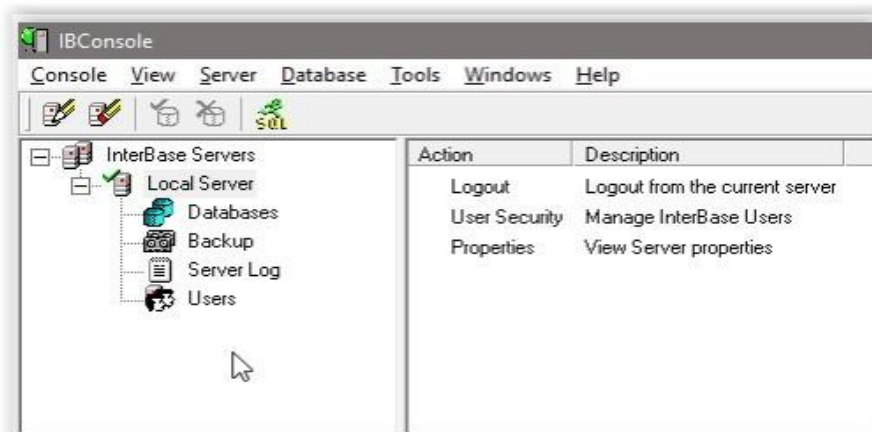 IBConsole
Console View Server Database Tools Windows Help
SQL
InterBase Servers
Local Server
Databases
Backup
Server Log
Users
Action Description
Logout Logout from the current server
User Security Manage InterBase Users
Properties View Server properties